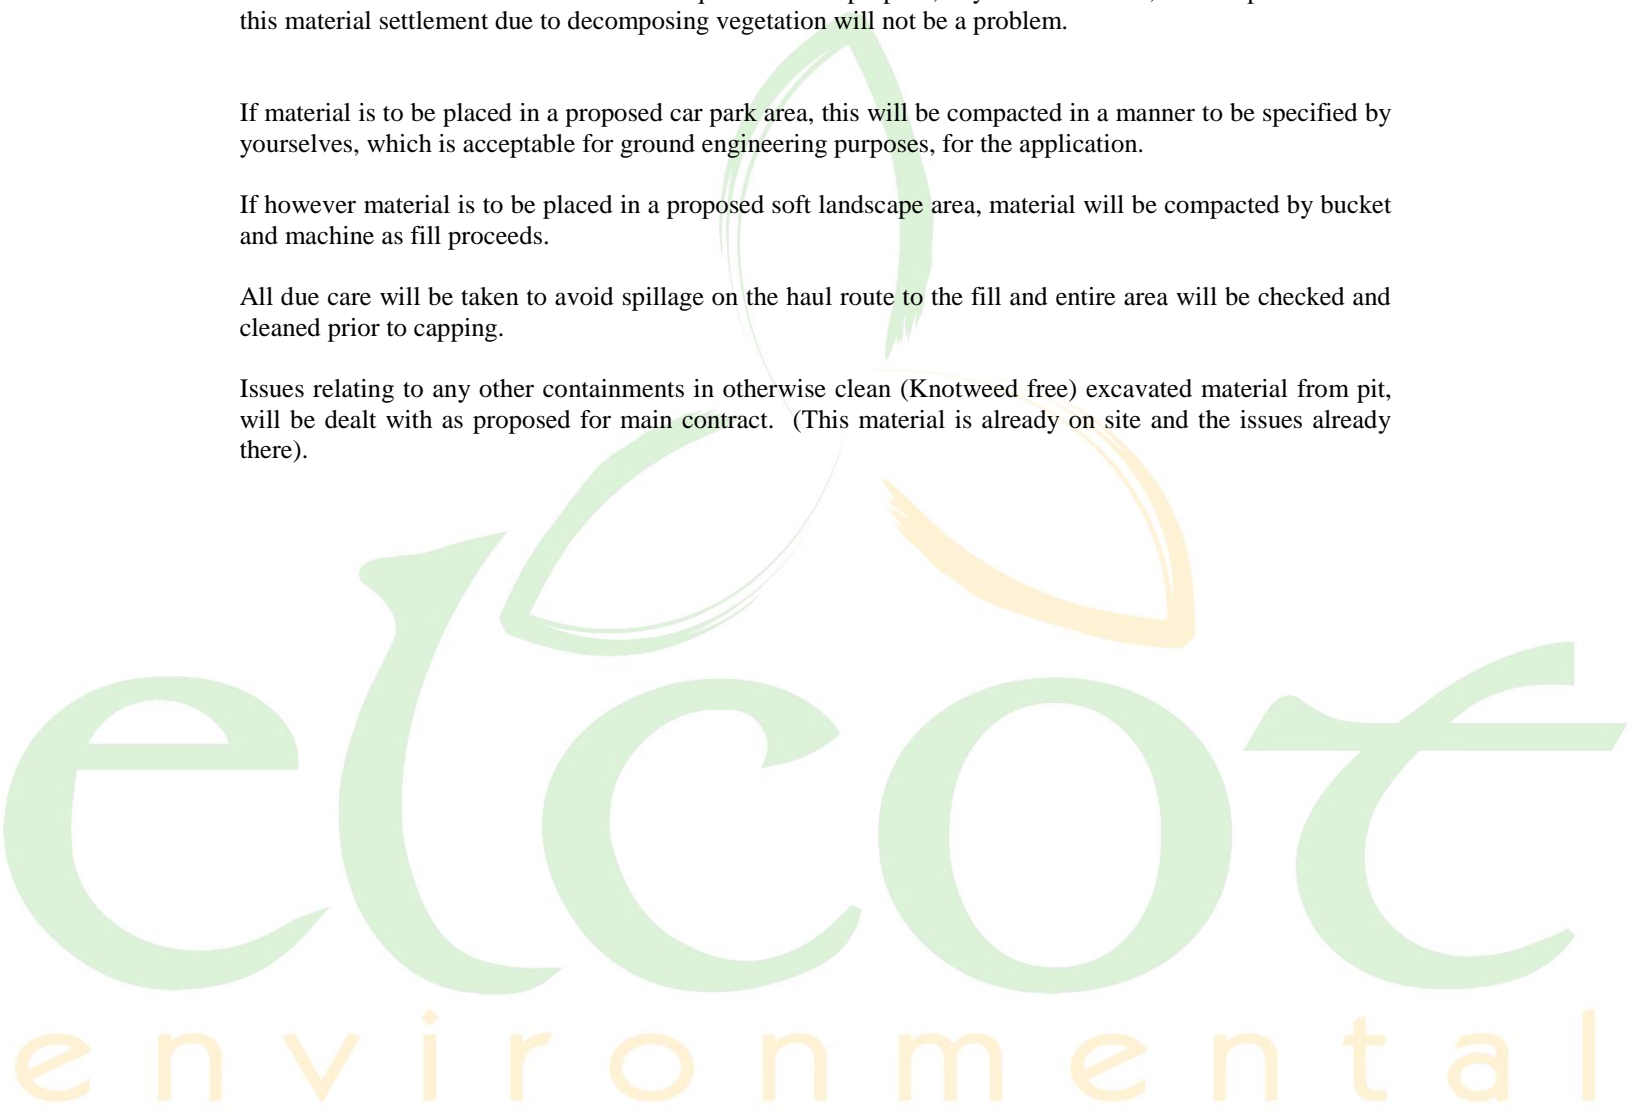 this material settlement due to decomposing vegetation will not be a problem.
If material is to be placed in a proposed car park area, this will be compacted in a manner to be specified by
yourselves, which is acceptable for ground engineering purposes, for the application.
If however material is to be placed in a proposed soft landscape area, material will be compacted by bucket
and machine as fill proceeds.
All due care will be taken to avoid spillage on the haul route to the fill and entire area will be checked and
cleaned prior to capping.
Issues relating to any other containments in otherwise clean (Knotweed free) excavated material from pit,
will be dealt with as proposed for main contract. (This material is already on site and the issues already
there).
elcot
environmental